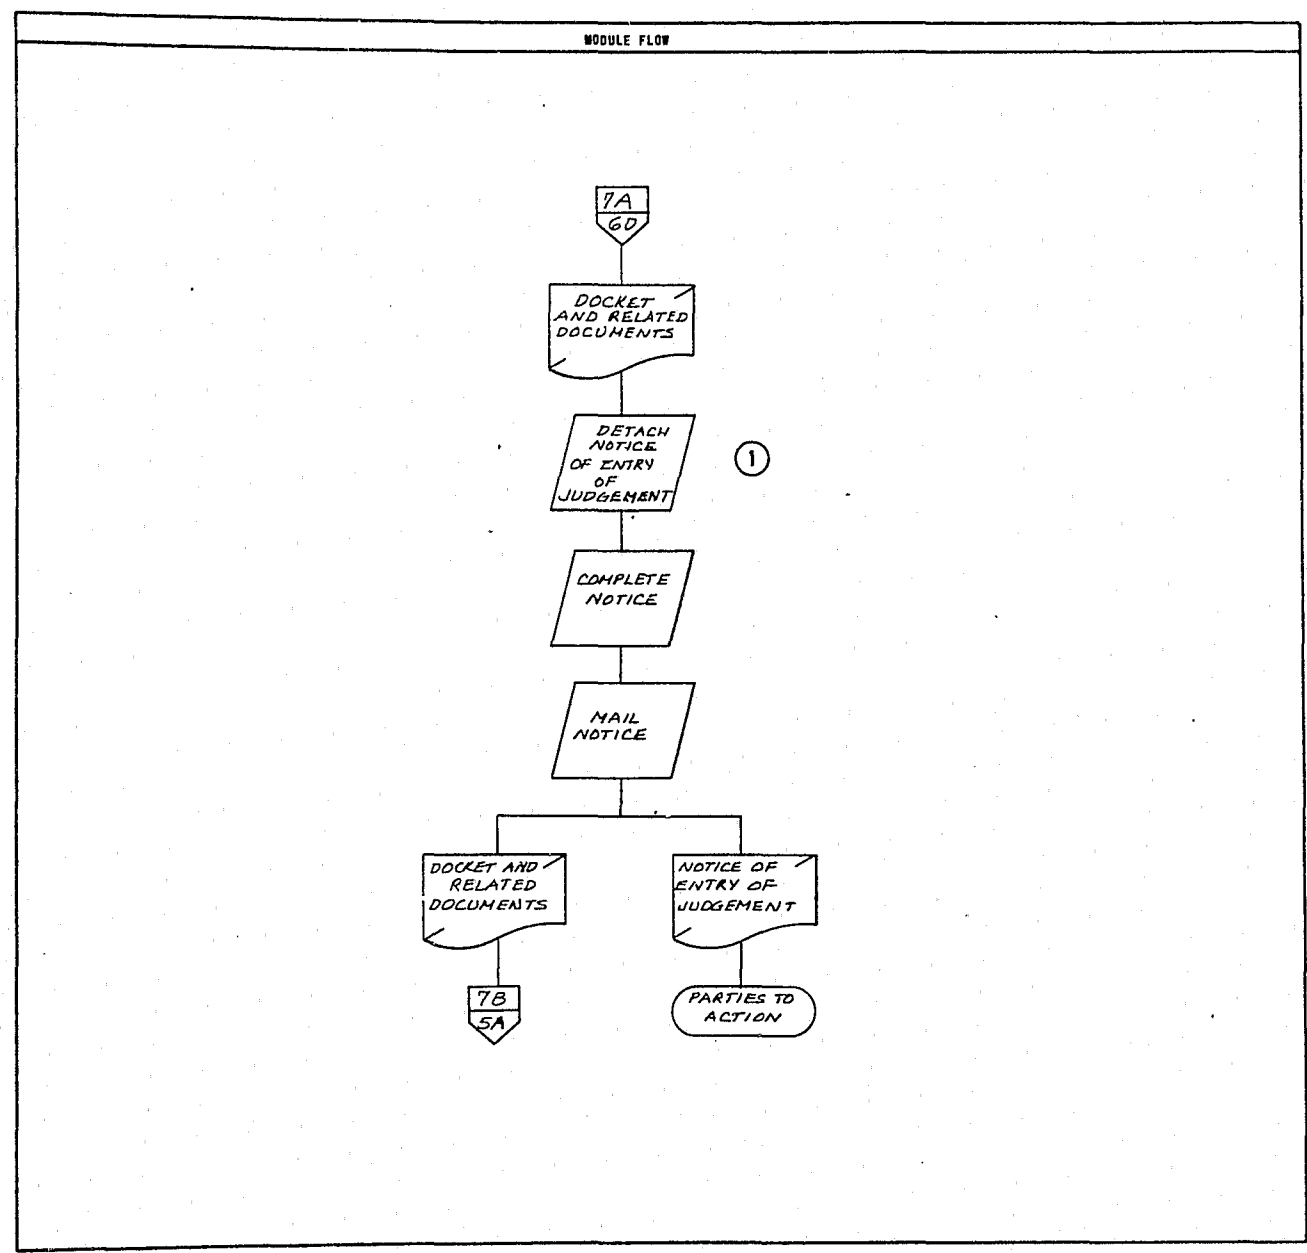 MODULE FLOW
7A
6D
DOCKET
AND RELATED
DOCUMENTS
DETACH
NOTICE
OF ENTRY
OF
JUDGEMENT
1
COMPLETE
NOTICE
MAIL
NOTICE
DOCKET AND
RELATED
DOCUMENTS
NOTICE OF
ENTRY OF
JUDGEMENT
7B
5A
PARTIES TO
ACTION